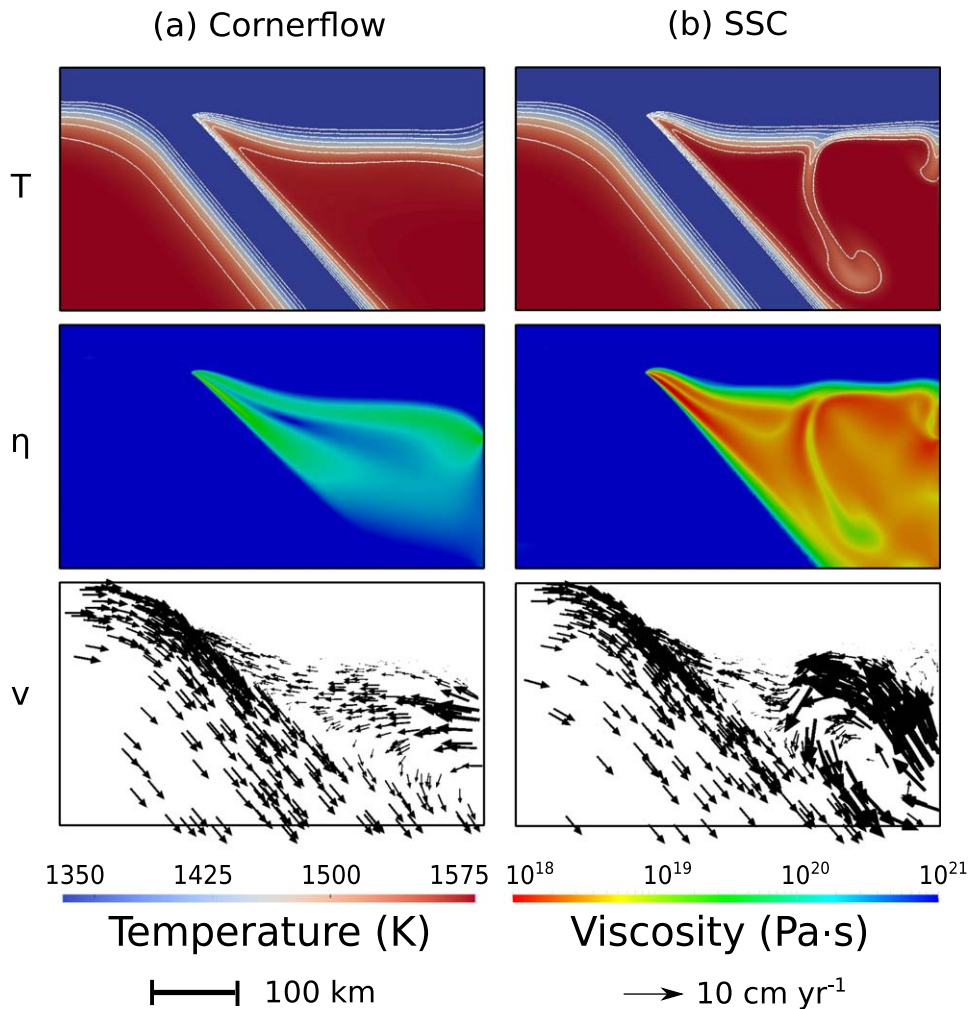 (a) Cornerflow
(b) SSC
T
η
v
1350 1425 1500 1575
Temperature (K)
10¹⁸ 10¹⁹ 10²⁰ 10²¹
Viscosity (Pa·s)
100 km
10 cm yr⁻¹